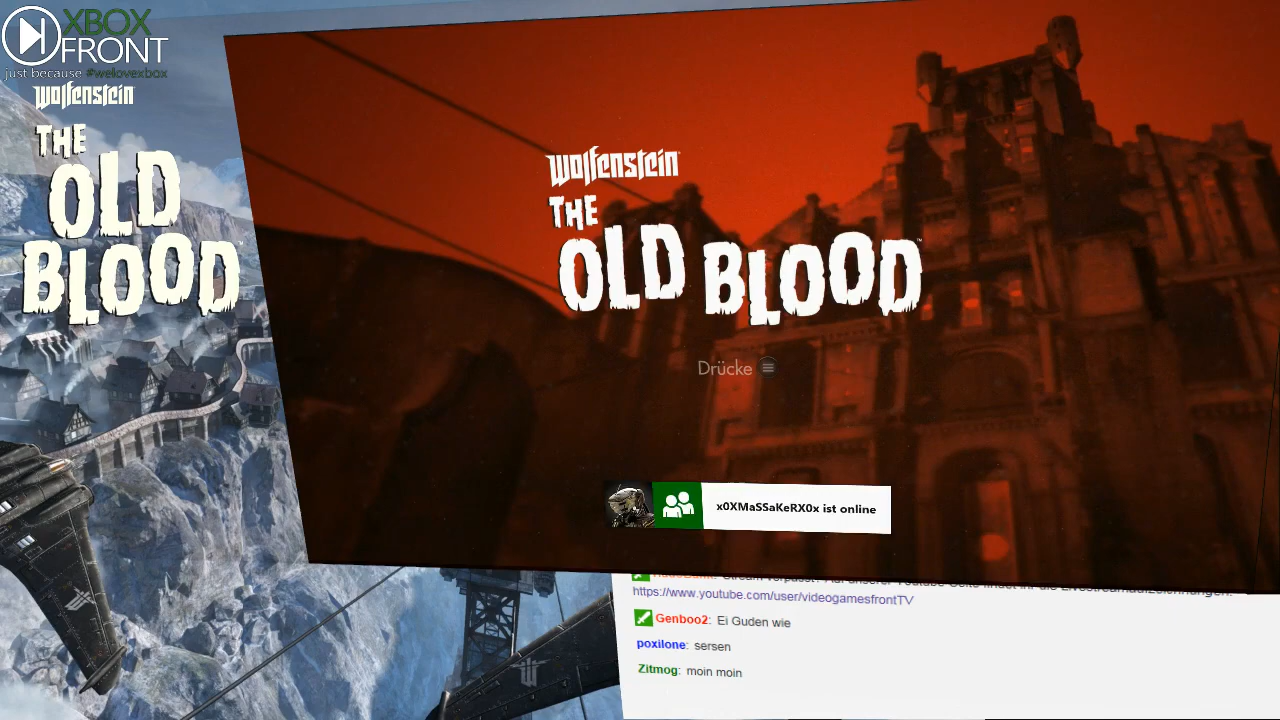 XBOX
FRONT
just because #welovexbox
Wolfenstein
THE
OLD
BLOOD
Wolfenstein
THE
OLD BLOOD™
Drücke
x0XMaSSaKeRX0x ist online
https://www.youtube.com/user/videogamesfrontTV
Genboo2: Ei Guden wie
poxilone: sersen
Zitmog: moin moin